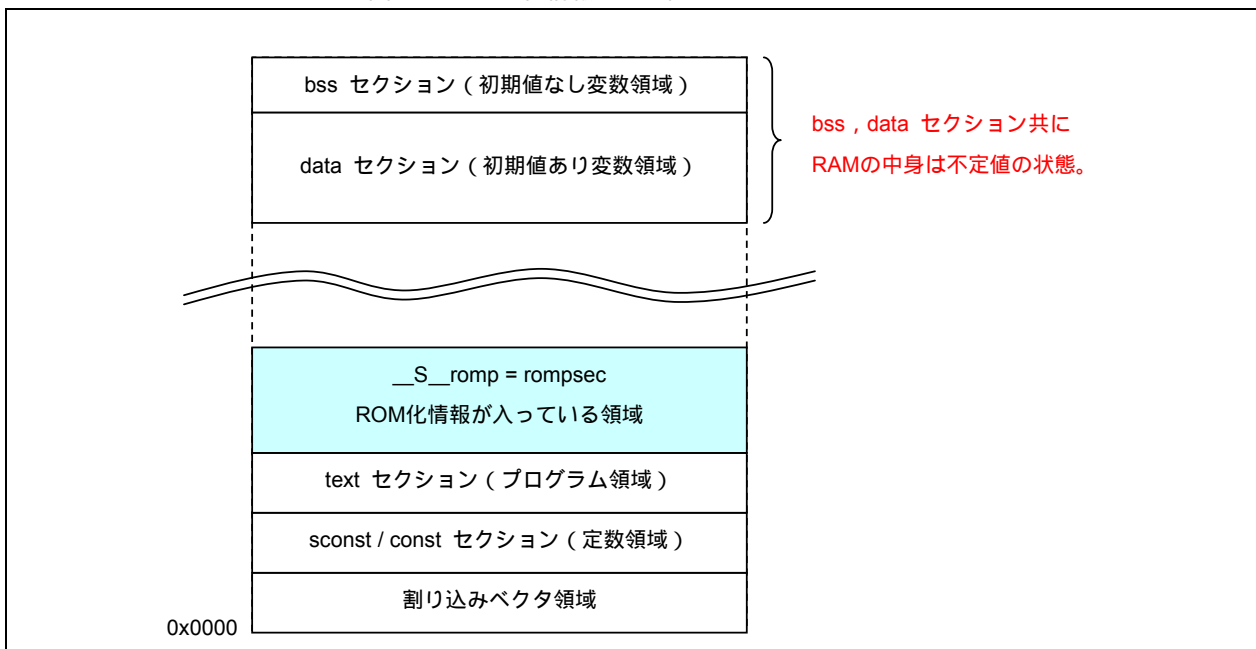 bss セクション（初期値なし変数領域）
data セクション（初期値あり変数領域）
bss , data セクション共に
RAMの中身は不定値の状態。
__S__romp = rompsec
ROM化情報が入っている領域
text セクション（プログラム領域）
sconst / const セクション（定数領域）
割り込みベクタ領域
0x0000